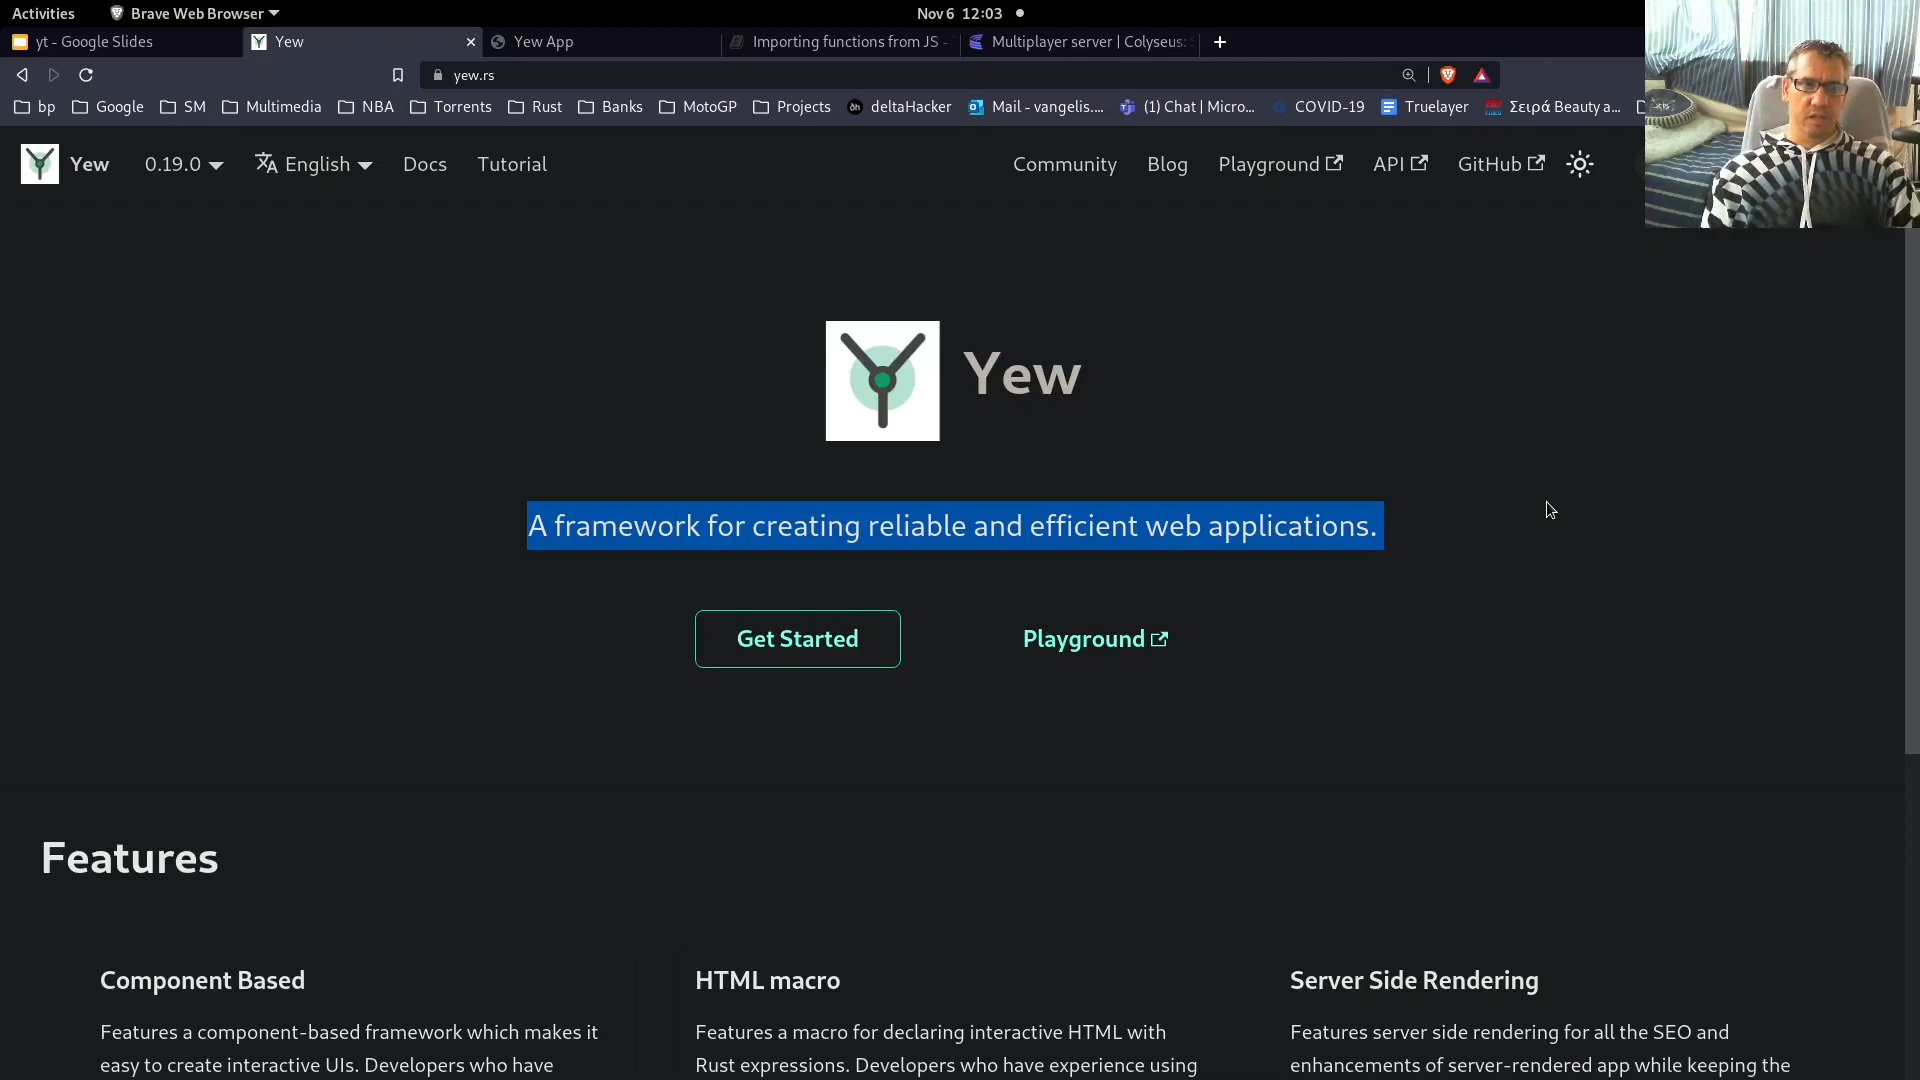 Activities
Brave Web Browser
Nov 6 12:03
yt - Google Slides
Yew
Yew App
Importing functions from JS -
Multiplayer server | Colyseus:
yew.rs
bp
Google
SM
Multimedia
NBA
Torrents
Rust
Banks
MotoGP
Projects
deltaHacker
Mail - vangelis....
(1) Chat | Micro...
COVID-19
Truelayer
Σειρά Beauty a...
Yew
0.19.0
English
Docs
Tutorial
Community
Blog
Playground
API
GitHub
Yew
A framework for creating reliable and efficient web applications.
Get Started
Playground
Features
Component Based
Features a component-based framework which makes it
easy to create interactive UIs. Developers who have
HTML macro
Features a macro for declaring interactive HTML with
Rust expressions. Developers who have experience using
Server Side Rendering
Features server side rendering for all the SEO and
enhancements of server-rendered app while keeping the